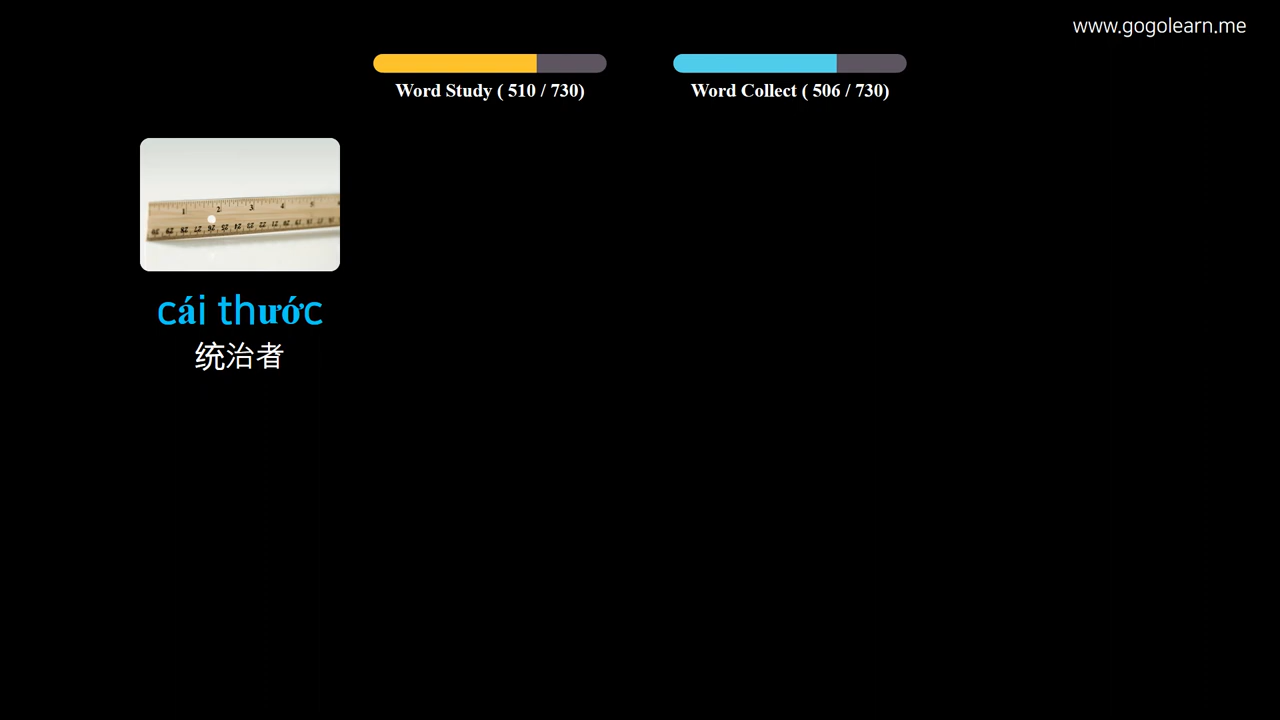 www.gogolearn.me
Word Study ( 510 / 730)
Word Collect ( 506 / 730)
cái thước
统治者